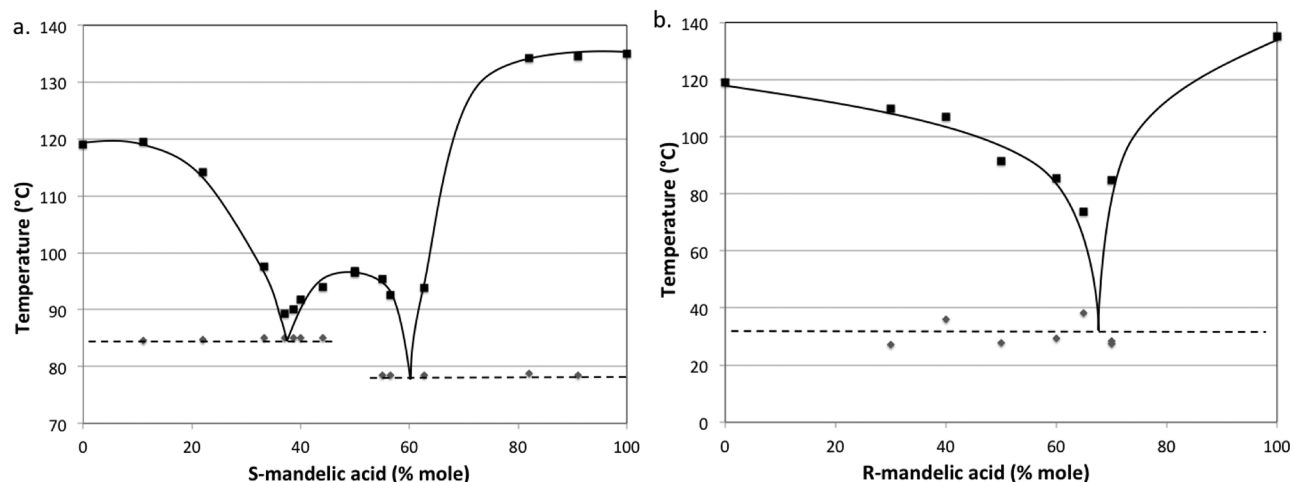 a.
140
130
120
110
100
90
80
70
Temperature (°C)
0 20 40 60 80 100
S-mandelic acid (% mole)
b.
140
120
100
80
60
40
20
0
Temperature (°C)
0 20 40 60 80 100
R-mandelic acid (% mole)